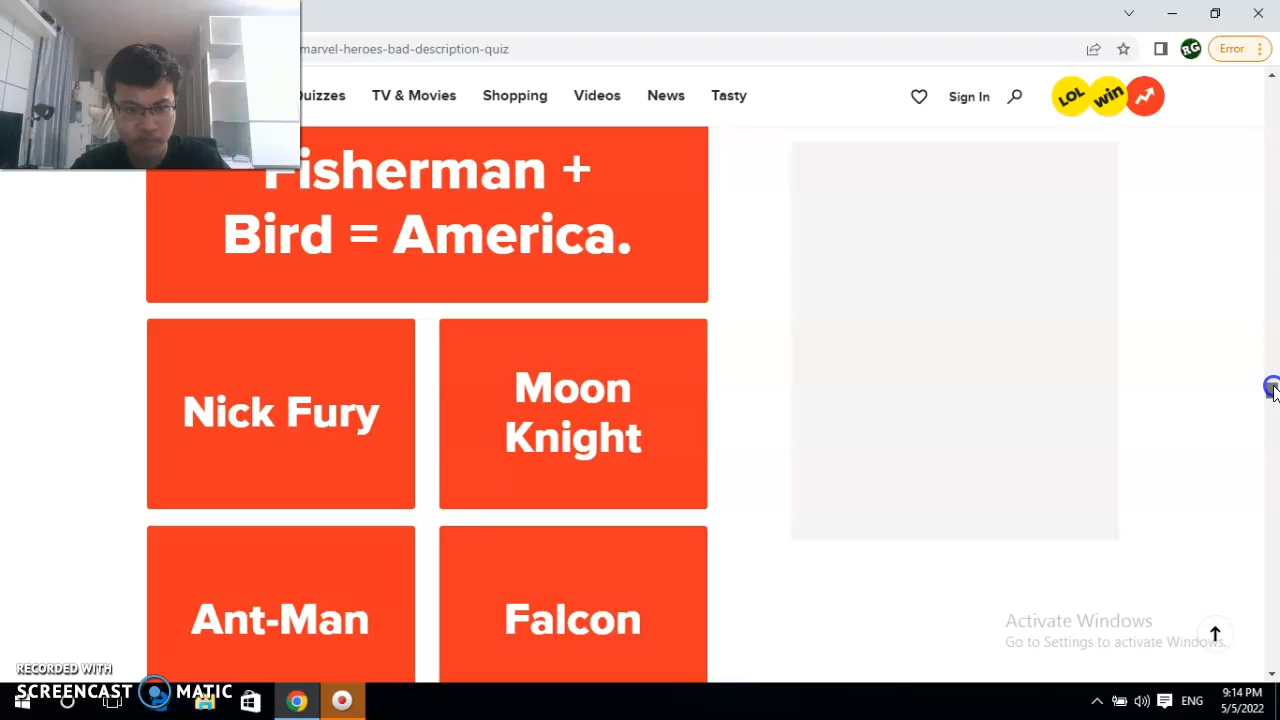 marvel-heroes-bad-description-quiz
Error
Quizzes
TV & Movies
Shopping
Videos
News
Tasty
Sign In
LOL
win
Fisherman +
Bird = America.
Nick Fury
Moon
Knight
Ant-Man
Falcon
Activate Windows
Go to Settings to activate Windows.
RECORDED WITH
SCREENCAST MATIC
ENG
9:14 PM
5/5/2022
RG